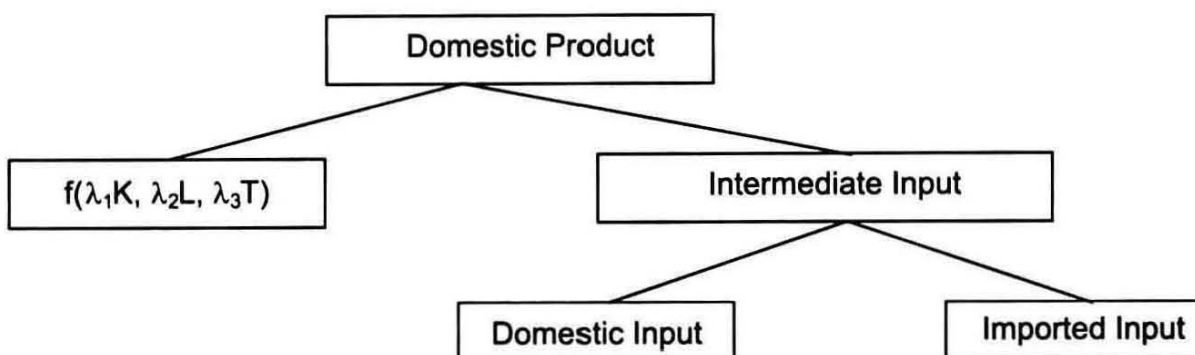 Domestic Product
f(λ₁K, λ₂L, λ₃T)
Intermediate Input
Domestic Input
Imported Input